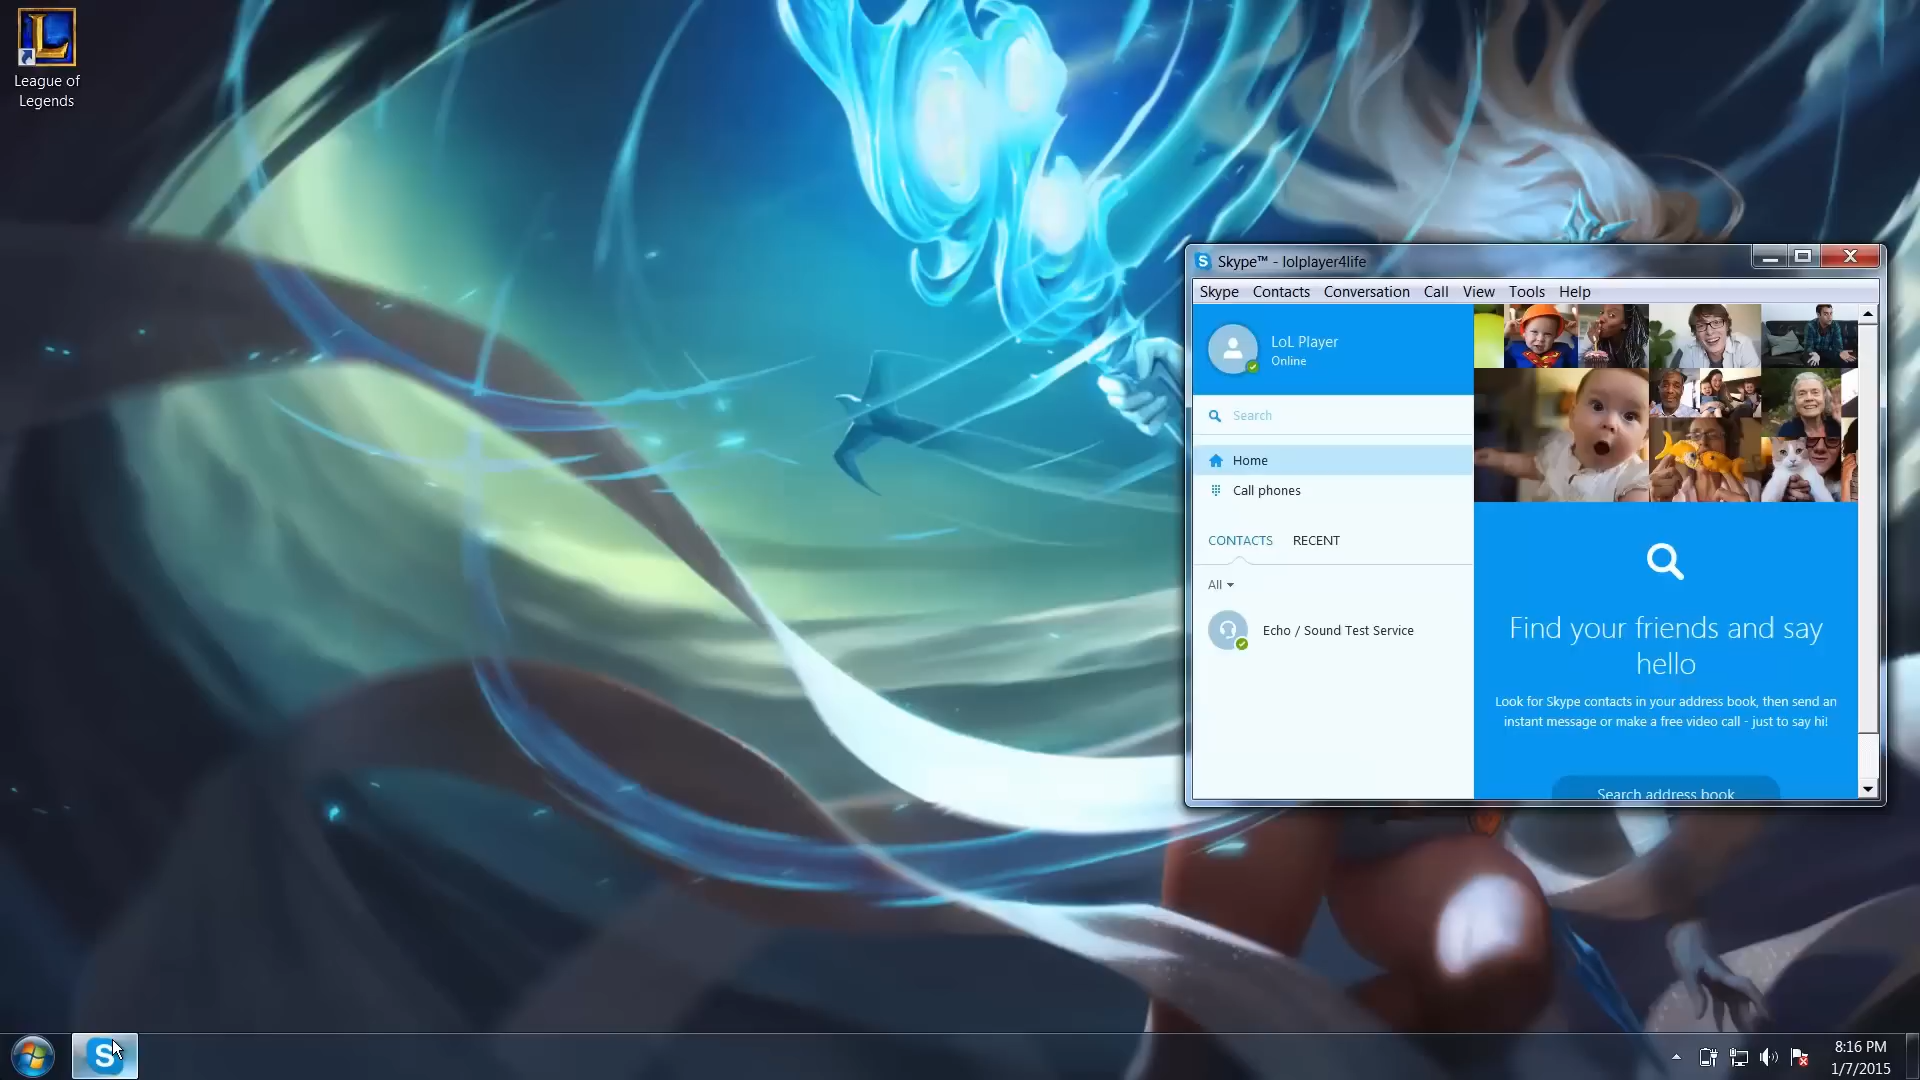 League of
Legends
Skype™ - lolplayer4life
Skype Contacts Conversation Call View Tools Help
LoL Player
Online
Search
Home
Call phones
CONTACTS RECENT
All
Echo / Sound Test Service
Find your friends and say
hello
Look for Skype contacts in your address book, then send an
instant message or make a free video call - just to say hi!
Search address book
8:16 PM
1/7/2015